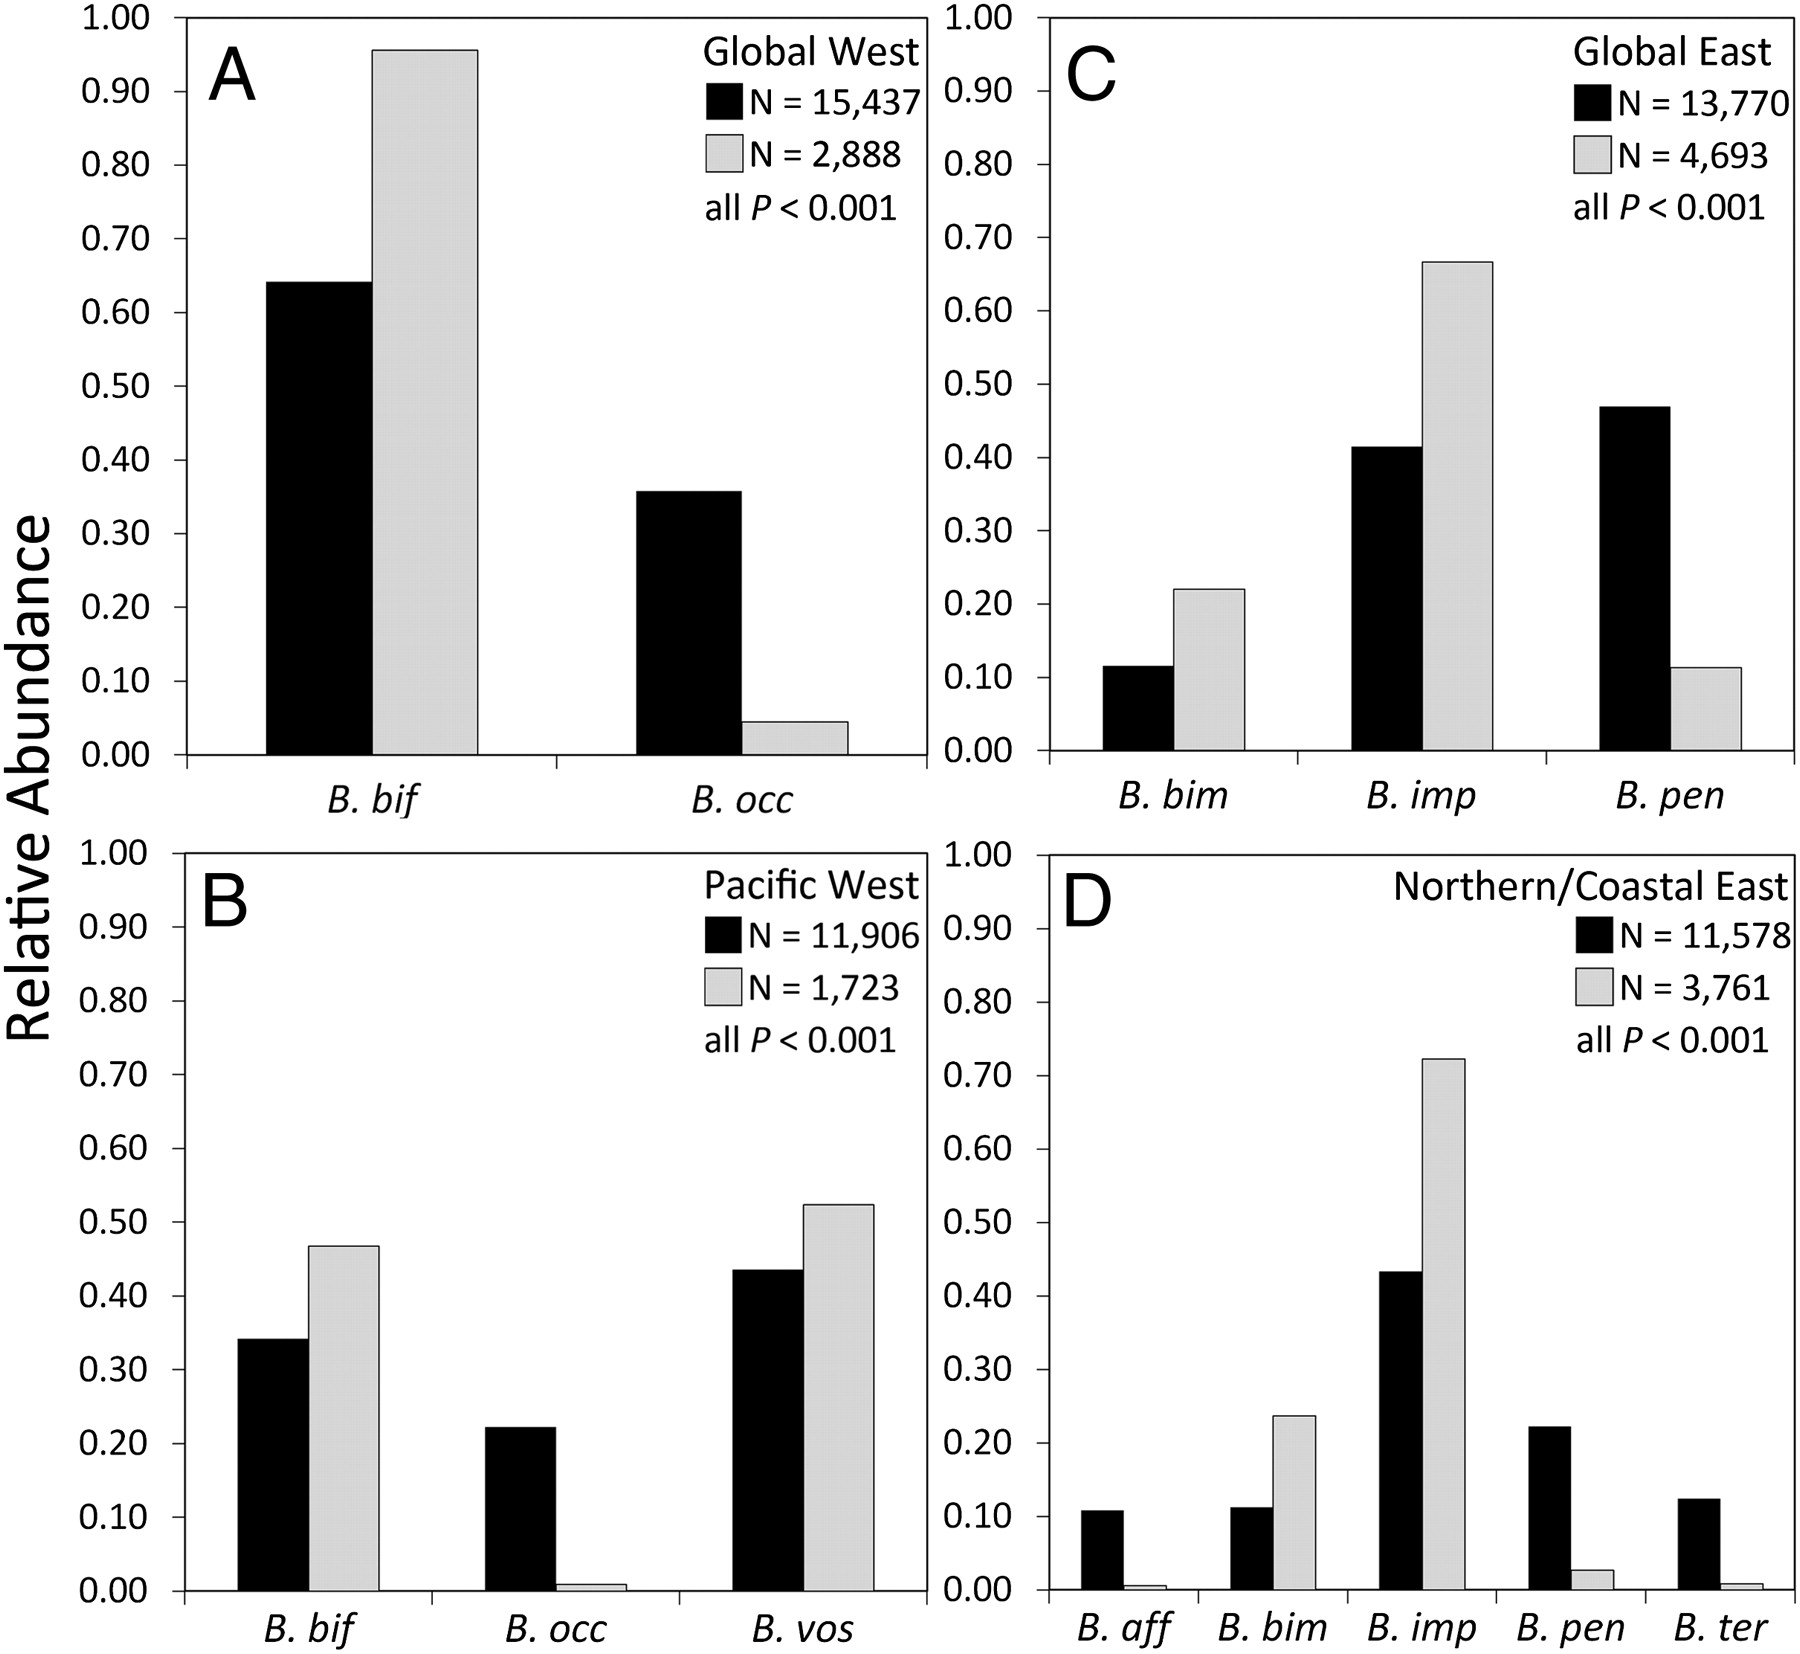 Relative Abundance
A
Global West
N = 15,437
N = 2,888
all P < 0.001
1.00
0.90
0.80
0.70
0.60
0.50
0.40
0.30
0.20
0.10
0.00
B. bif B. occ
C
Global East
N = 13,770
N = 4,693
all P < 0.001
1.00
0.90
0.80
0.70
0.60
0.50
0.40
0.30
0.20
0.10
0.00
B. bim B. imp B. pen
B
Pacific West
N = 11,906
N = 1,723
all P < 0.001
1.00
0.90
0.80
0.70
0.60
0.50
0.40
0.30
0.20
0.10
0.00
B. bif B. occ B. vos
D
Northern/Coastal East
N = 11,578
N = 3,761
all P < 0.001
1.00
0.90
0.80
0.70
0.60
0.50
0.40
0.30
0.20
0.10
0.00
B. aff B. bim B. imp B. pen B. ter